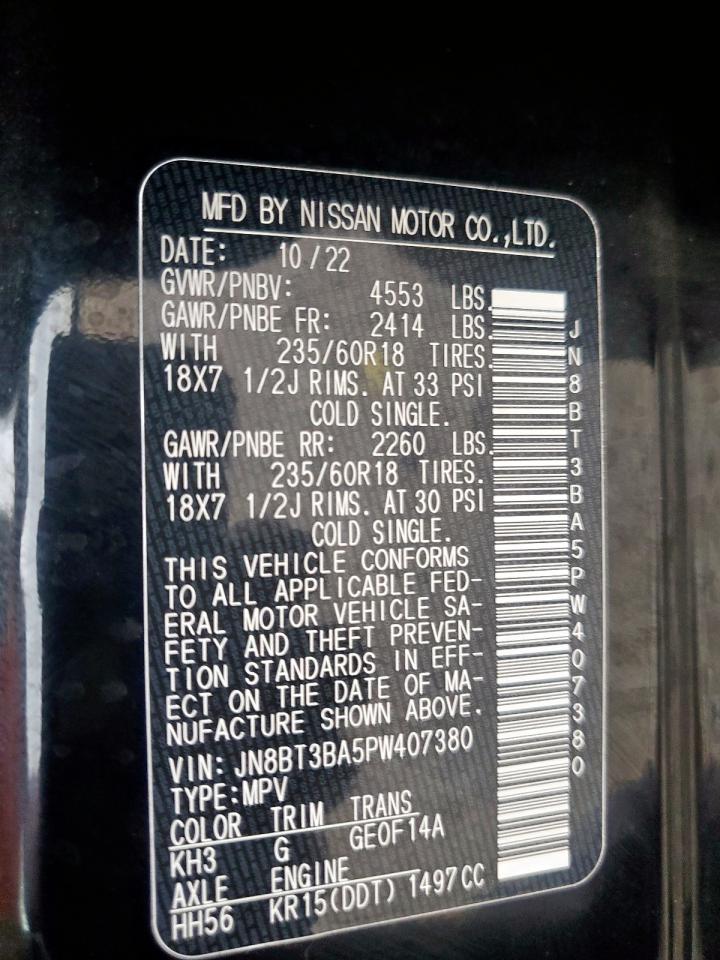 MFD BY NISSAN MOTOR CO.,LTD.
DATE: 10/22
GVWR/PNBV: 4553 LBS.
GAWR/PNBE FR: 2414 LBS.
WITH 235/60R18 TIRES.
18X7 1/2J RIMS. AT 33 PSI
COLD SINGLE.
GAWR/PNBE RR: 2260 LBS.
WITH 235/60R18 TIRES.
18X7 1/2J RIMS. AT 30 PSI
COLD SINGLE.
THIS VEHICLE CONFORMS
TO ALL APPLICABLE FED-
ERAL MOTOR VEHICLE SA-
FETY AND THEFT PREVEN-
TION STANDARDS IN EFF-
ECT ON THE DATE OF MA-
NUFACTURE SHOWN ABOVE.
VIN: JN8BT3BA5PW407380
TYPE:MPV
COLOR TRIM TRANS
KH3 G GEOF14A
AXLE ENGINE
HH56 KR15(DDT) 1497CC
JN8BT3BA5PW407380